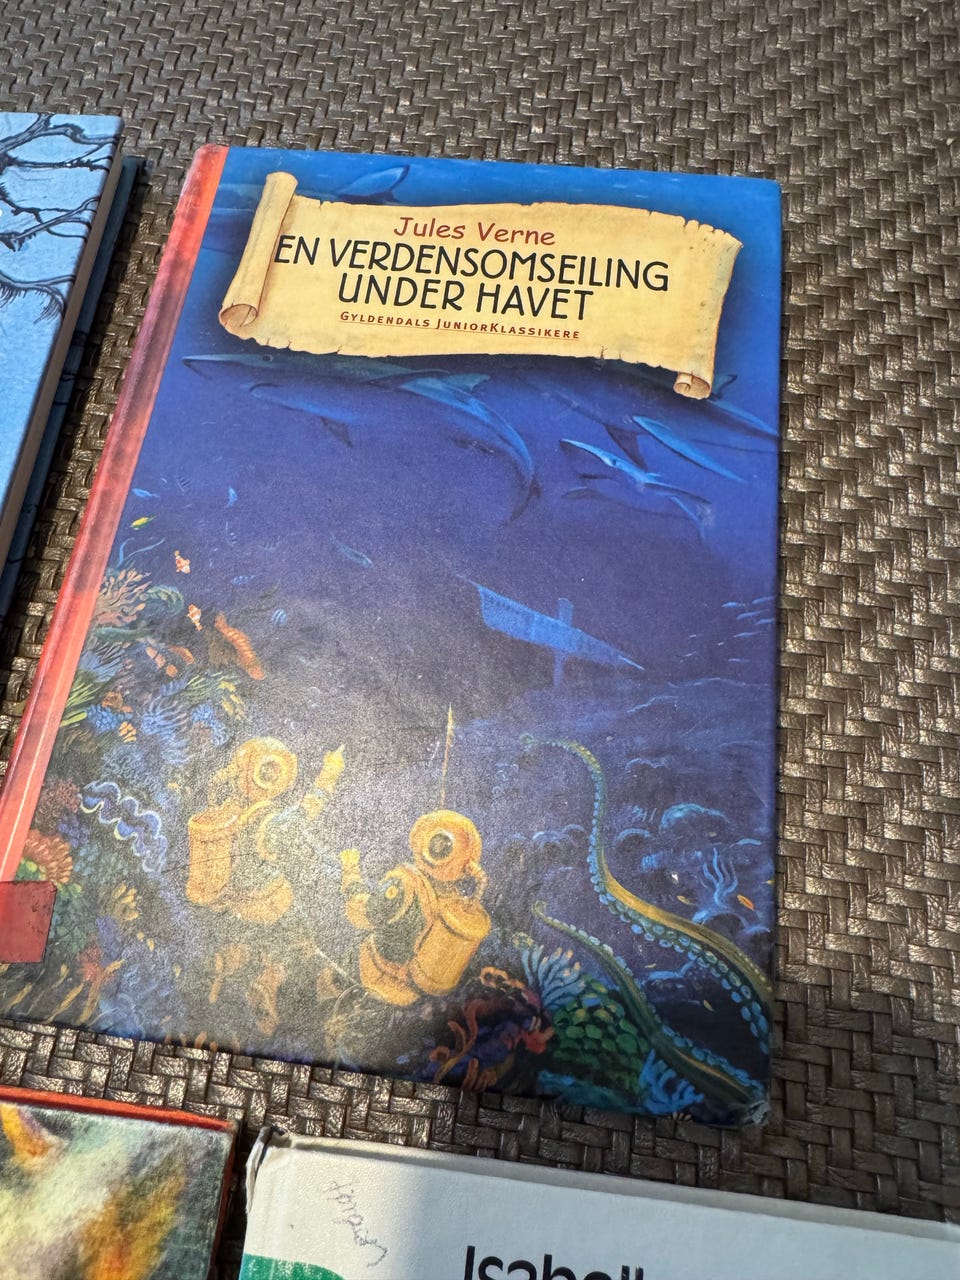 Jules Verne
EN VERDENSOMSEILING
UNDER HAVET
GYLDENDALS JUNIORKLASSIKERE